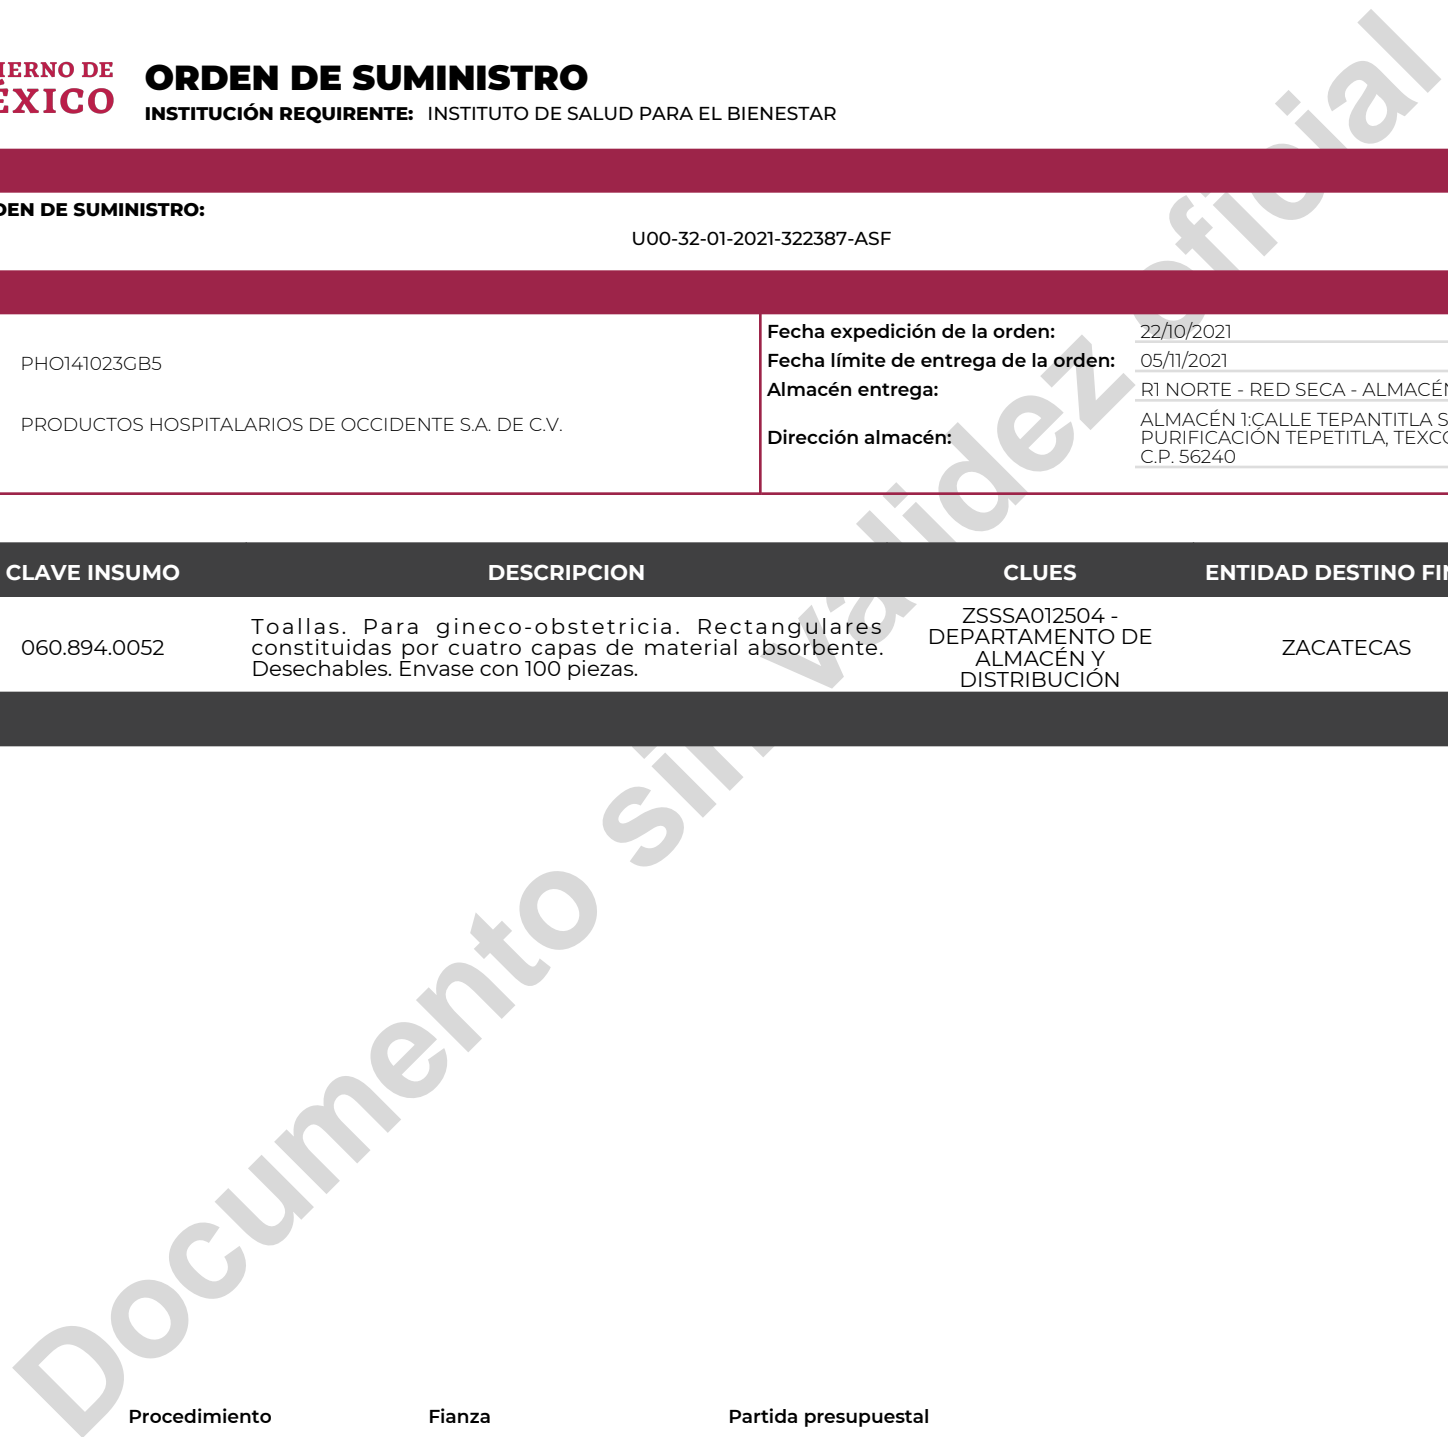 IERNO DE
ÉXICO
ORDEN DE SUMINISTRO
INSTITUCIÓN REQUIRENTE: INSTITUTO DE SALUD PARA EL BIENESTAR
DEN DE SUMINISTRO:
U00-32-01-2021-322387-ASF
PHO141023GB5
PRODUCTOS HOSPITALARIOS DE OCCIDENTE S.A. DE C.V.
Fecha expedición de la orden: 22/10/2021
Fecha límite de entrega de la orden: 05/11/2021
Almacén entrega: R1 NORTE - RED SECA - ALMACÉN
Dirección almacén:
ALMACÉN 1:CALLE TEPANTITLA S
PURIFICACIÓN TEPETITLA, TEXCO
C.P. 56240
CLAVE INSUMO DESCRIPCION CLUES ENTIDAD DESTINO FIN
060.894.0052
Toallas. Para gineco-obstetricia. Rectangulares
constituidas por cuatro capas de material absorbente.
Desechables. Envase con 100 piezas.
ZSSSA012504 -
DEPARTAMENTO DE
ALMACÉN Y
DISTRIBUCIÓN
ZACATECAS
Documento sin validez oficial
Procedimiento Fianza Partida presupuestal